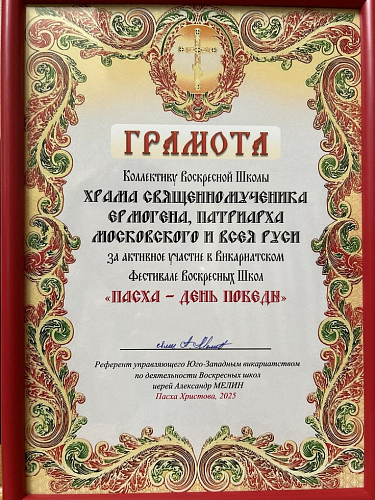 ГРАМОТА
Коллективу Воскресной Школы
ХРАМА СВЯЩЕННОМУЧЕНИКА
ЕРМОГЕНА, ПАТРИАРХА
МОСКОВСКОГО И ВСЕЯ РУСИ
за активное участие в Викариатском
Фестивале Воскресных Школ
«ПАСХА – ДЕНЬ ПОБЕДЫ»
Референт управляющего Юго-Западным викариатством
по деятельности Воскресных школ
иерей Александр МЕЛИН
Пасха Христова, 2025